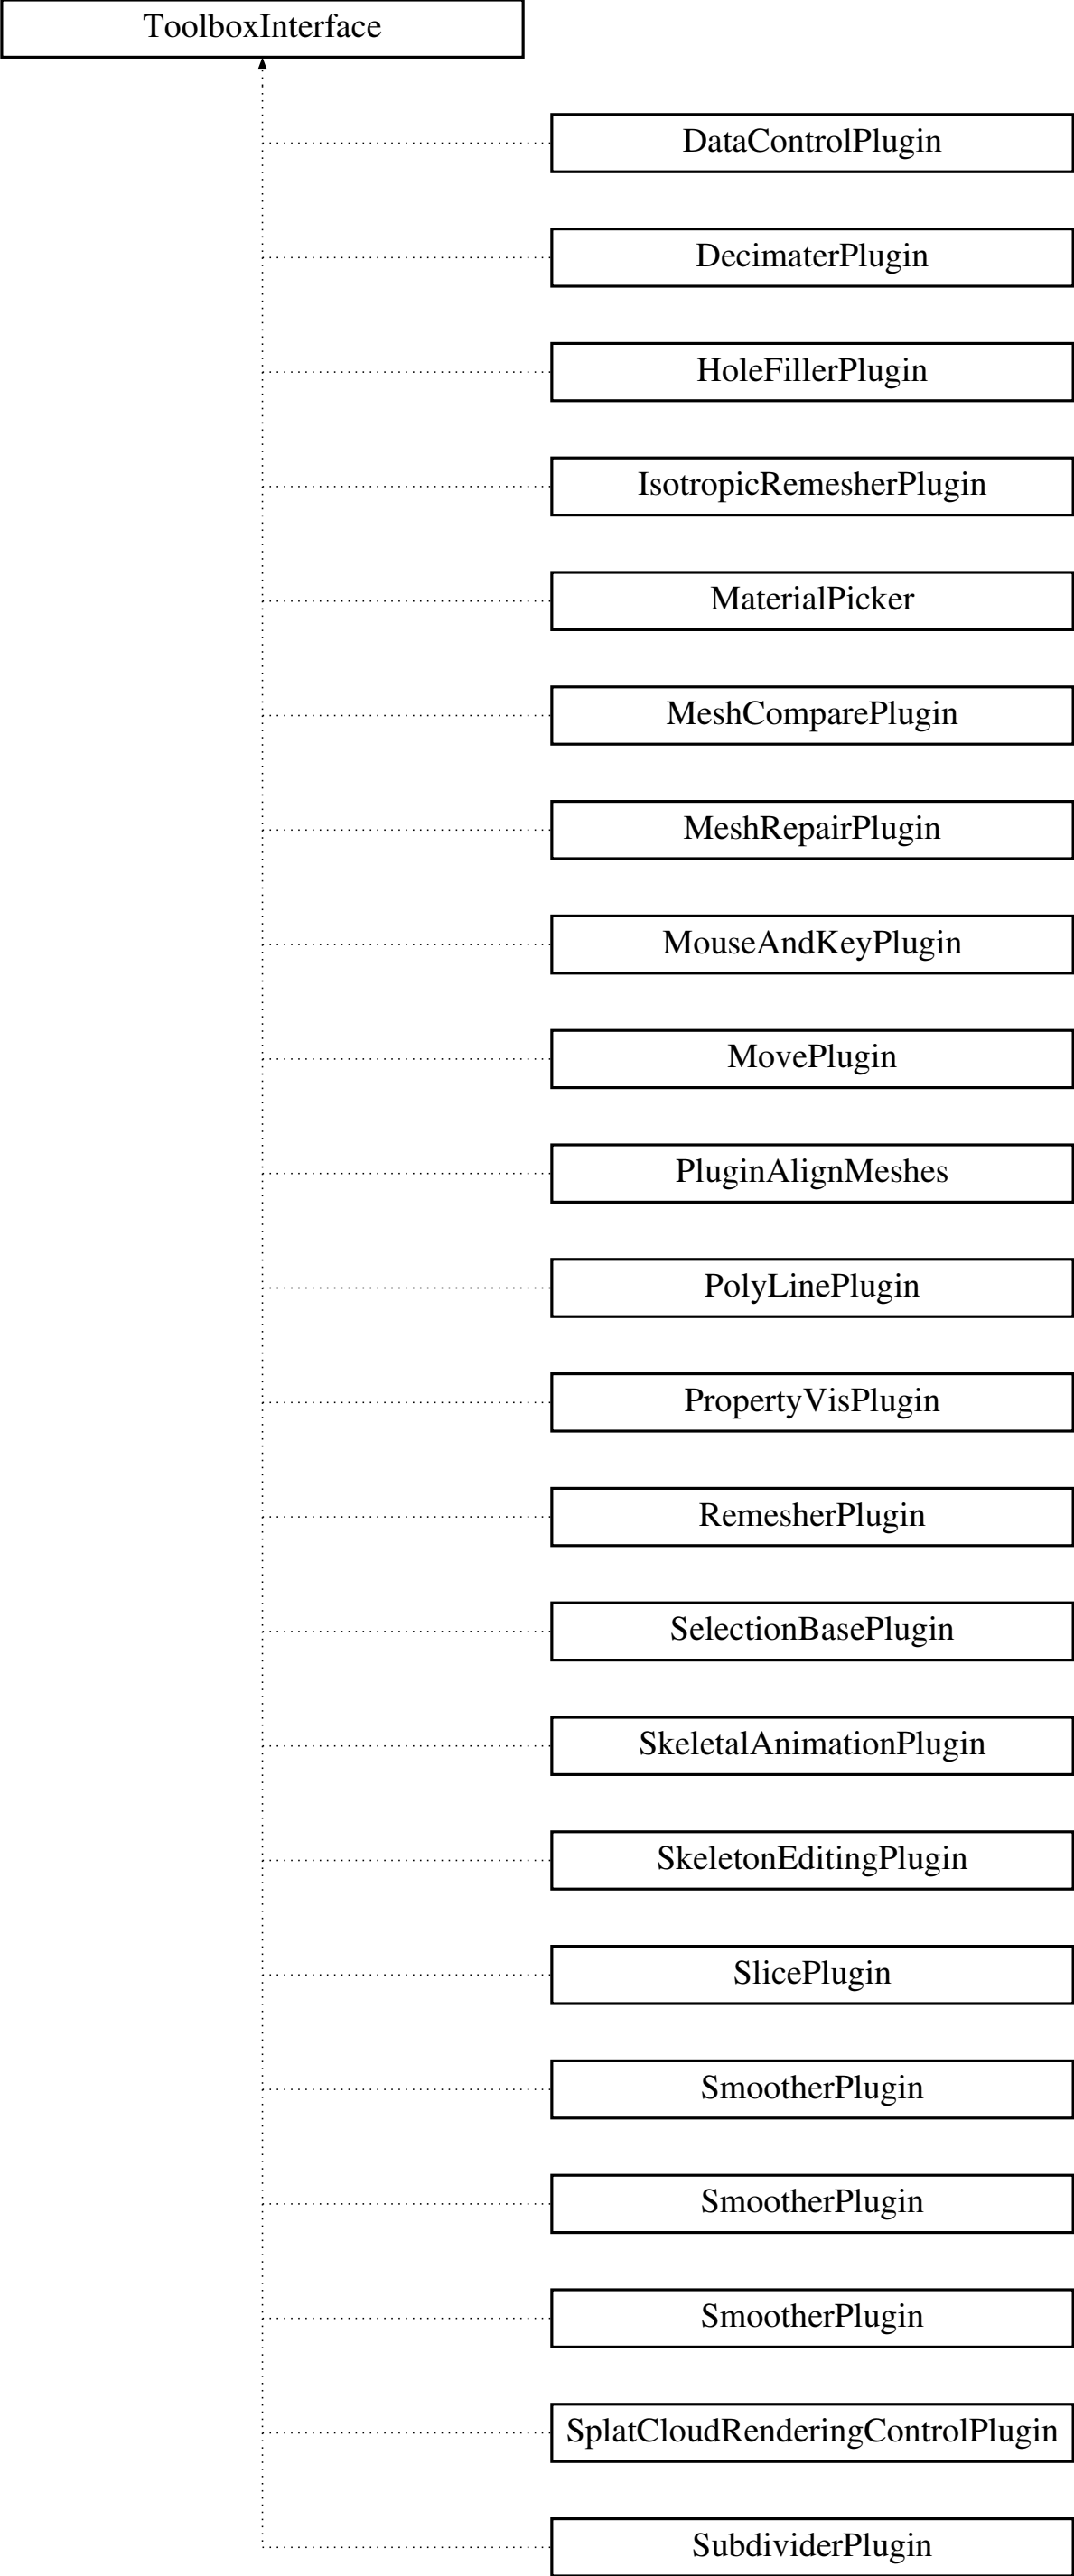 ToolboxInterface
DataControlPlugin
DecimaterPlugin
HoleFillerPlugin
IsotropicRemesherPlugin
MaterialPicker
MeshComparePlugin
MeshRepairPlugin
MouseAndKeyPlugin
MovePlugin
PluginAlignMeshes
PolyLinePlugin
PropertyVisPlugin
RemesherPlugin
SelectionBasePlugin
SkeletalAnimationPlugin
SkeletonEditingPlugin
SlicePlugin
SmootherPlugin
SmootherPlugin
SmootherPlugin
SplatCloudRenderingControlPlugin
SubdividerPlugin